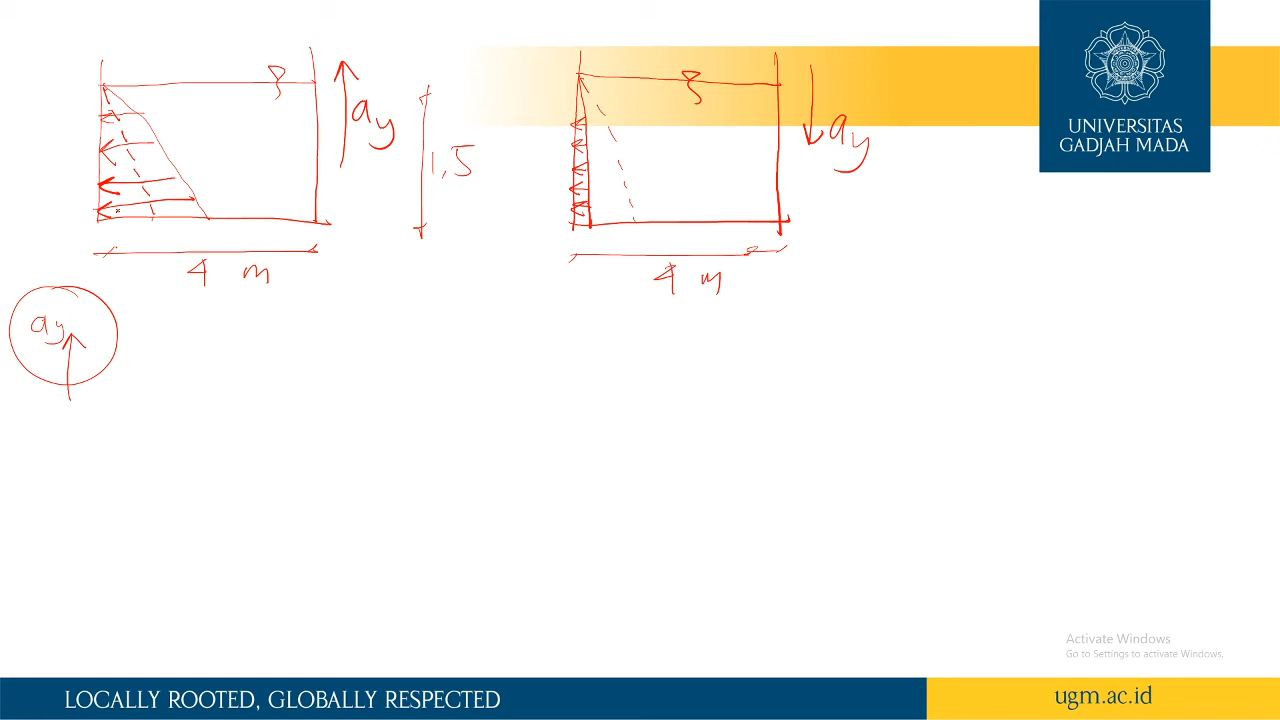 UNIVERSITAS
GADJAH MADA
ay
1,5
4 m
ay
4 m
ay
Activate Windows
Go to Settings to activate Windows.
LOCALLY ROOTED, GLOBALLY RESPECTED
ugm.ac.id